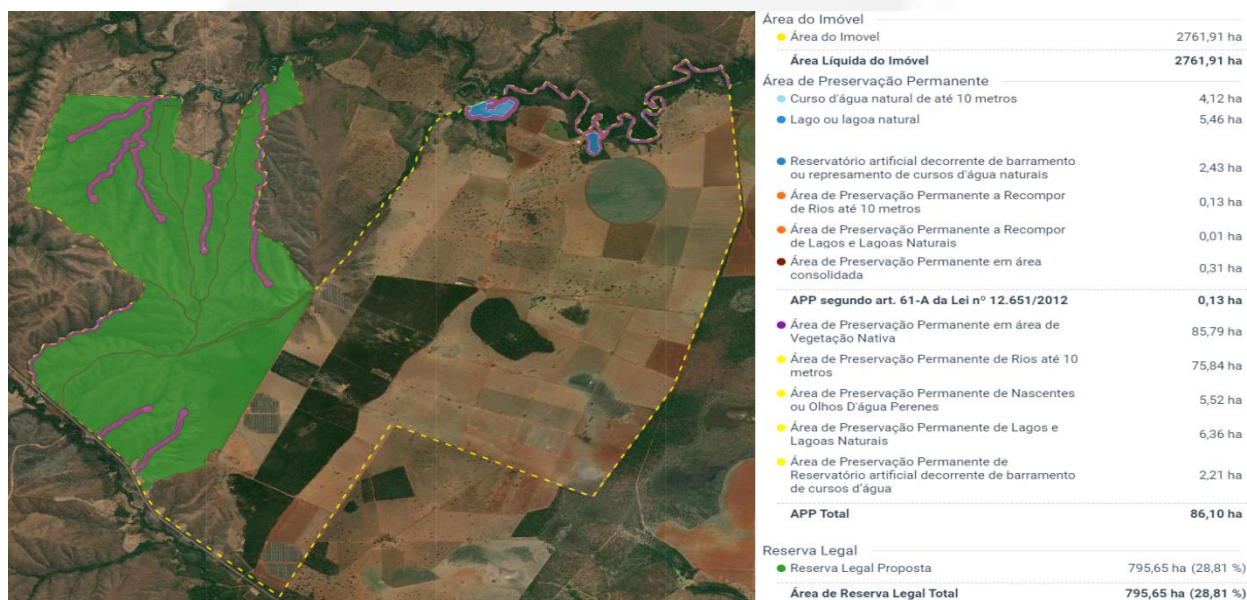 Área do Imóvel
Área do Imovel 2761,91 ha
Área Líquida do Imóvel 2761,91 ha
Área de Preservação Permanente
Curso d'água natural de até 10 metros 4,12 ha
Lago ou lagoa natural 5,46 ha
Reservatório artificial decorrente de barramento
ou represamento de cursos d'água naturais 2,43 ha
Área de Preservação Permanente a Recompor
de Rios até 10 metros 0,13 ha
Área de Preservação Permanente a Recompor
de Lagos e Lagoas Naturais 0,01 ha
Área de Preservação Permanente em área
consolidada 0,31 ha
APP segundo art. 61-A da Lei nº 12.651/2012 0,13 ha
Área de Preservação Permanente em área de
Vegetação Nativa 85,79 ha
Área de Preservação Permanente de Rios até 10
metros 75,84 ha
Área de Preservação Permanente de Nascentes
ou Olhos D'água Perenes 5,52 ha
Área de Preservação Permanente de Lagos e
Lagoas Naturais 6,36 ha
Área de Preservação Permanente de
Reservatório artificial decorrente de barramento
de cursos d'água 2,21 ha
APP Total 86,10 ha
Reserva Legal
Reserva Legal Proposta 795,65 ha (28,81 %)
Área de Reserva Legal Total 795,65 ha (28,81 %)